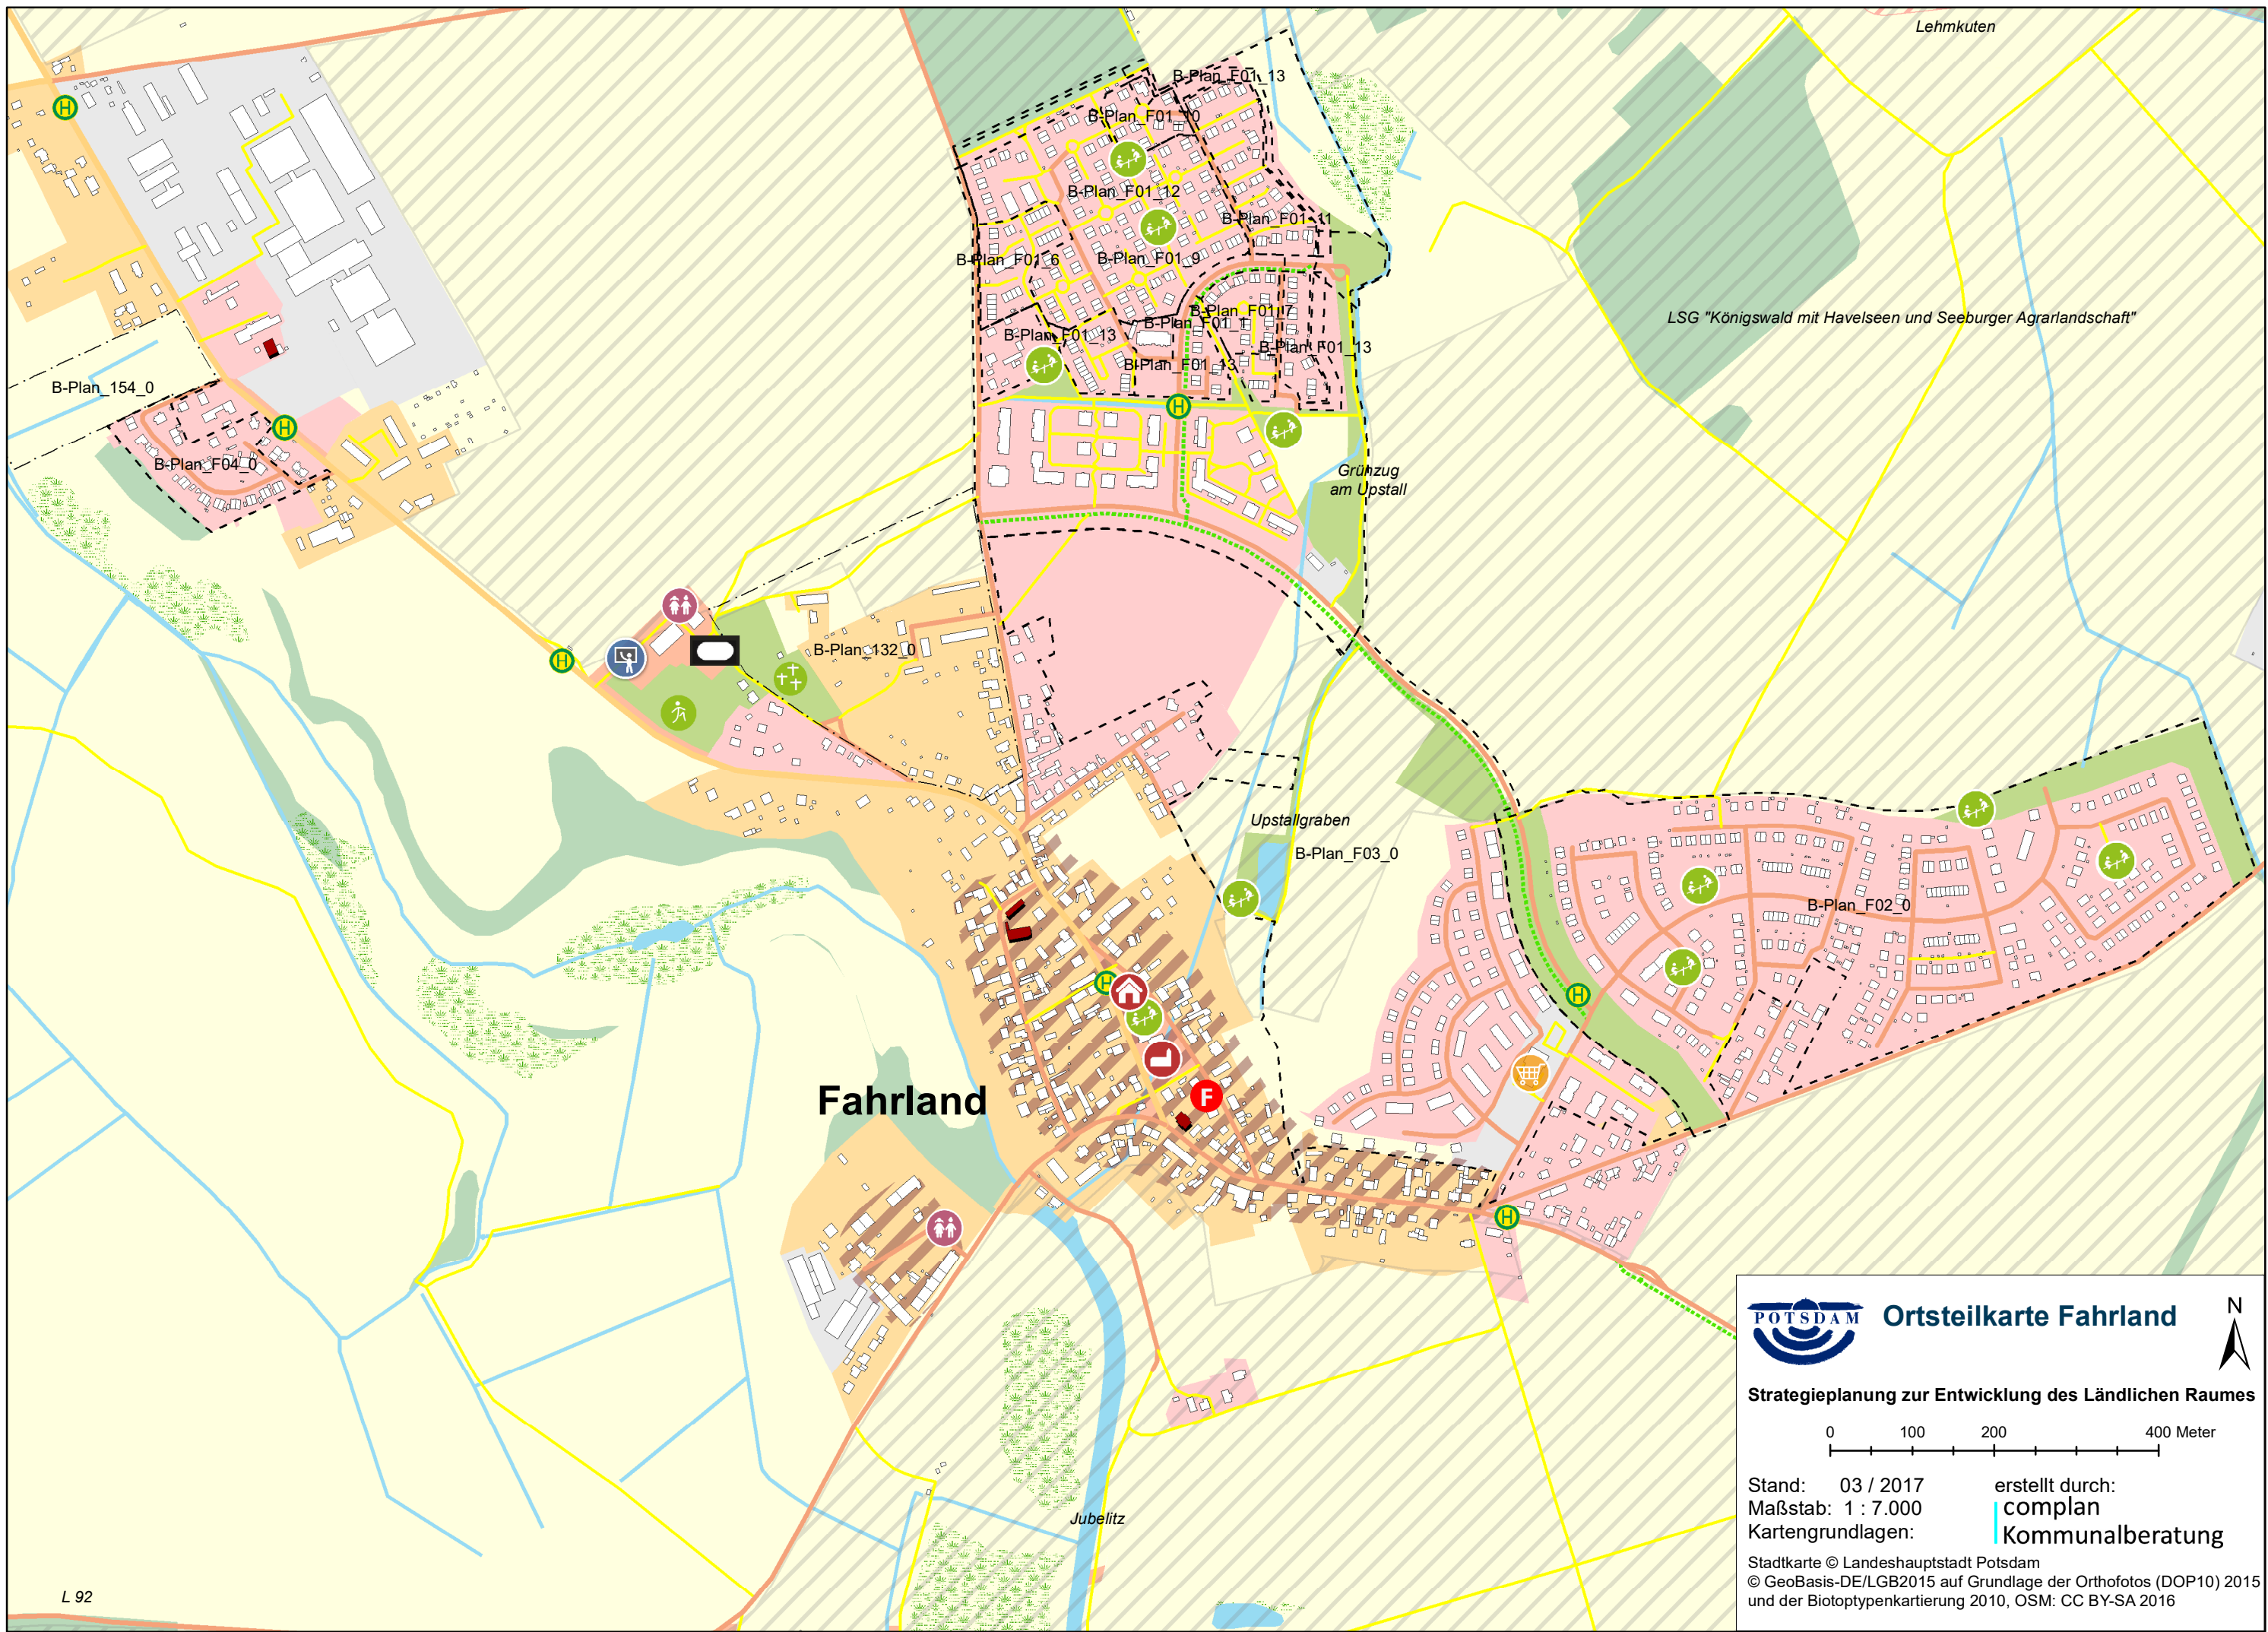 Lehmkuten
B-Plan_F01_13
B-Plan_F01_10
B-Plan_F01_12
B-Plan_F01_11
B-Plan_F01_6
B-Plan_F01_9
B-Plan_F01_7
B-Plan_F01_1
B-Plan_F01_13
B-Plan_F01_13
B-Plan_F01_13
LSG "Königswald mit Havelseen und Seeburger Agrarlandschaft"
B-Plan_154_0
B-Plan_F04_0
H
H
H
H
H
H
H
Grünzug
am Upstall
B-Plan_132_0
Upstallgraben
B-Plan_F03_0
B-Plan_F02_0
F
Fahrland
Jubelitz
L 92
POTSDAM
Ortsteilkarte Fahrland
N
Strategieplanung zur Entwicklung des Ländlichen Raumes
0 100 200 400 Meter
Stand: 03 / 2017
Maßstab: 1 : 7.000
Kartengrundlagen:
erstellt durch:
complan
Kommunalberatung
Stadtkarte © Landeshauptstadt Potsdam
© GeoBasis-DE/LGB2015 auf Grundlage der Orthofotos (DOP10) 2015
und der Biotoptypenkartierung 2010, OSM: CC BY-SA 2016